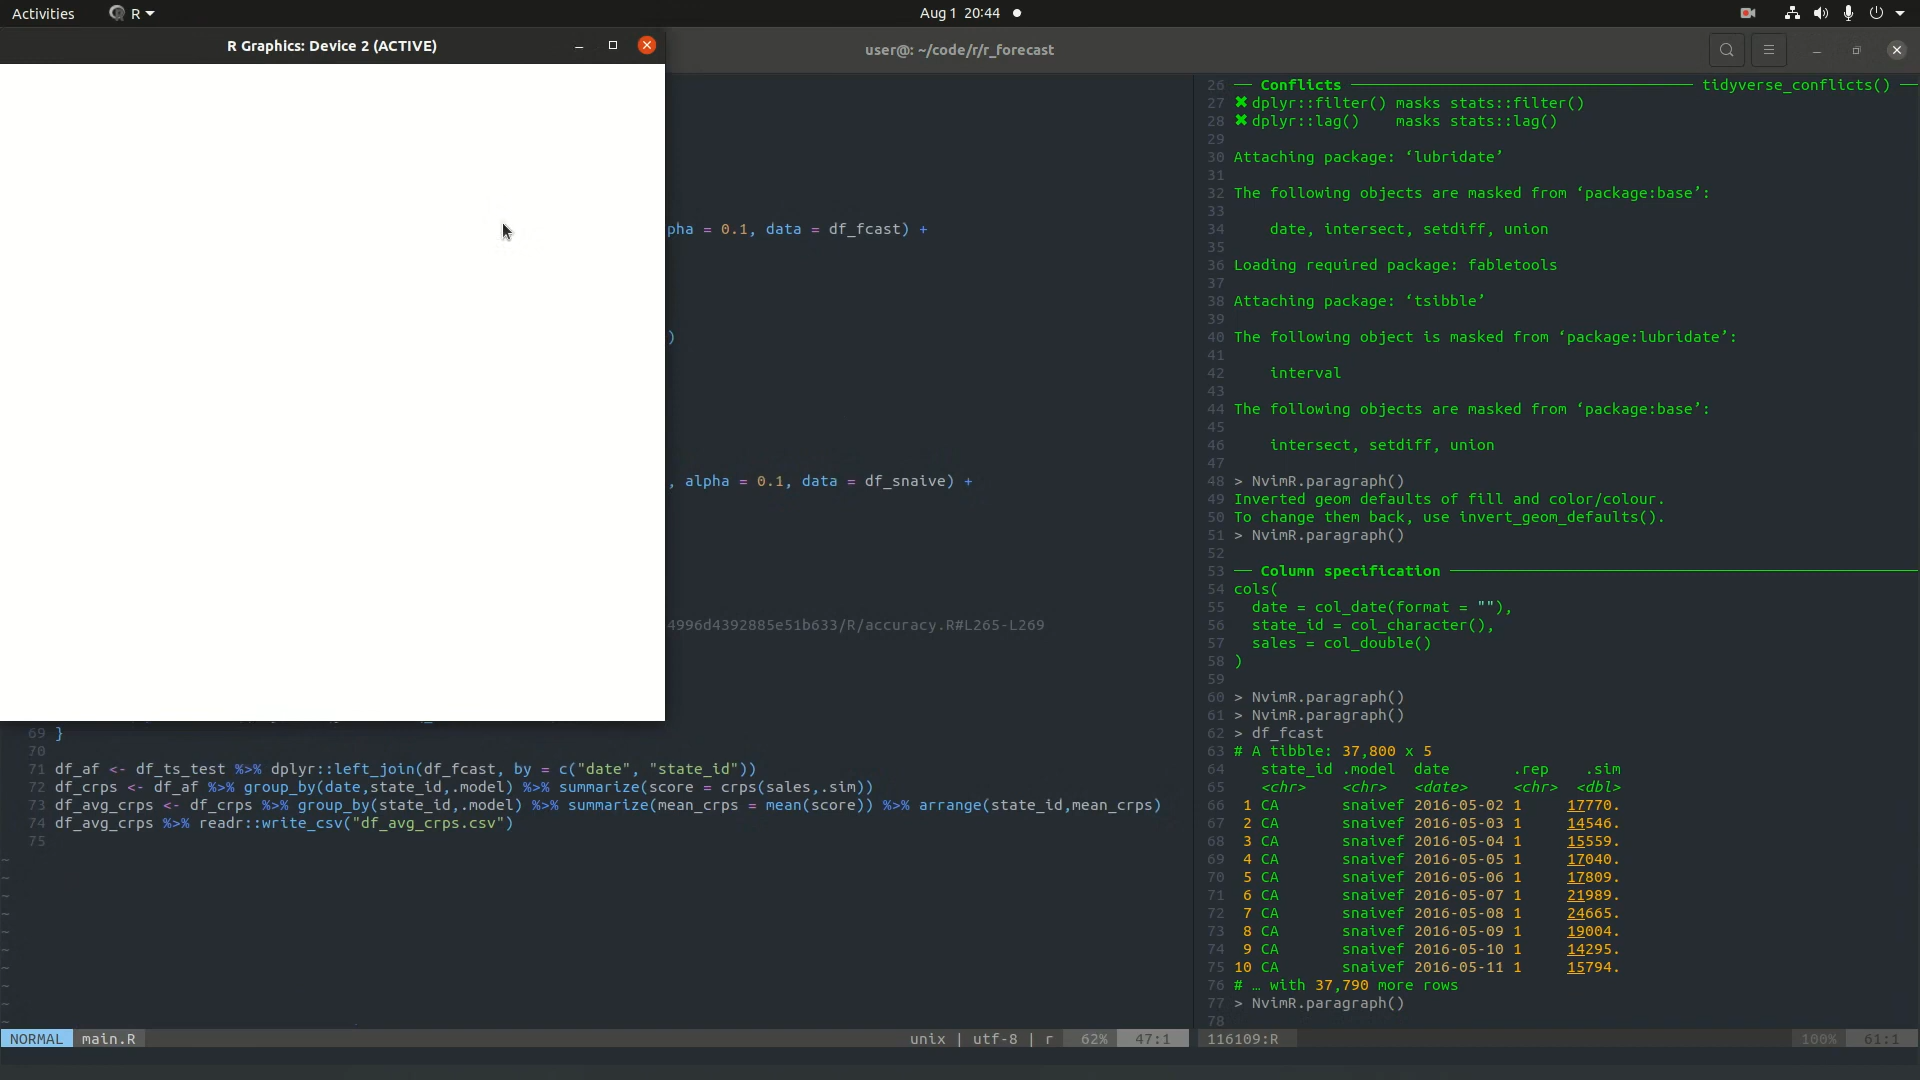 Activities R Aug 1 20:44
R Graphics: Device 2 (ACTIVE)
user@: ~/code/r/r_forecast
pha = 0.1, data = df_fcast) +
)
, alpha = 0.1, data = df_snaive) +
4996d4392885e51b633/R/accuracy.R#L265-L269
69 }
70
71 df_af <- df_ts_test %>% dplyr::left_join(df_fcast, by = c("date", "state_id"))
72 df_crps <- df_af %>% group_by(date,state_id,.model) %>% summarize(score = crps(sales,.sim))
73 df_avg_crps <- df_crps %>% group_by(state_id,.model) %>% summarize(mean_crps = mean(score)) %>% arrange(state_id,mean_crps)
74 df_avg_crps %>% readr::write_csv("df_avg_crps.csv")
75
~
~
~
~
~
~
~
~
~
~
NORMAL main.R unix | utf-8 | r 62% 47:1
26 ── Conflicts ────────── tidyverse_conflicts() ──
27 ✖ dplyr::filter() masks stats::filter()
28 ✖ dplyr::lag() masks stats::lag()
29
30 Attaching package: ‘lubridate’
31
32 The following objects are masked from ‘package:base’:
33
34 date, intersect, setdiff, union
35
36 Loading required package: fabletools
37
38 Attaching package: ‘tsibble’
39
40 The following object is masked from ‘package:lubridate’:
41
42 interval
43
44 The following objects are masked from ‘package:base’:
45
46 intersect, setdiff, union
47
48 > NvimR.paragraph()
49 Inverted geom defaults of fill and color/colour.
50 To change them back, use invert_geom_defaults().
51 > NvimR.paragraph()
52
53 ── Column specification ──────────
54 cols(
55 date = col_date(format = ""),
56 state_id = col_character(),
57 sales = col_double()
58 )
59
60 > NvimR.paragraph()
61 > NvimR.paragraph()
62 > df_fcast
63 # A tibble: 37,800 x 5
64 state_id .model date .rep .sim
65 <chr> <chr> <date> <chr> <dbl>
66 1 CA snaivef 2016-05-02 1 17770.
67 2 CA snaivef 2016-05-03 1 14546.
68 3 CA snaivef 2016-05-04 1 15559.
69 4 CA snaivef 2016-05-05 1 17040.
70 5 CA snaivef 2016-05-06 1 17809.
71 6 CA snaivef 2016-05-07 1 21989.
72 7 CA snaivef 2016-05-08 1 24665.
73 8 CA snaivef 2016-05-09 1 19004.
74 9 CA snaivef 2016-05-10 1 14295.
75 10 CA snaivef 2016-05-11 1 15794.
76 # … with 37,790 more rows
77 > NvimR.paragraph()
78
116109:R 100% 61:1